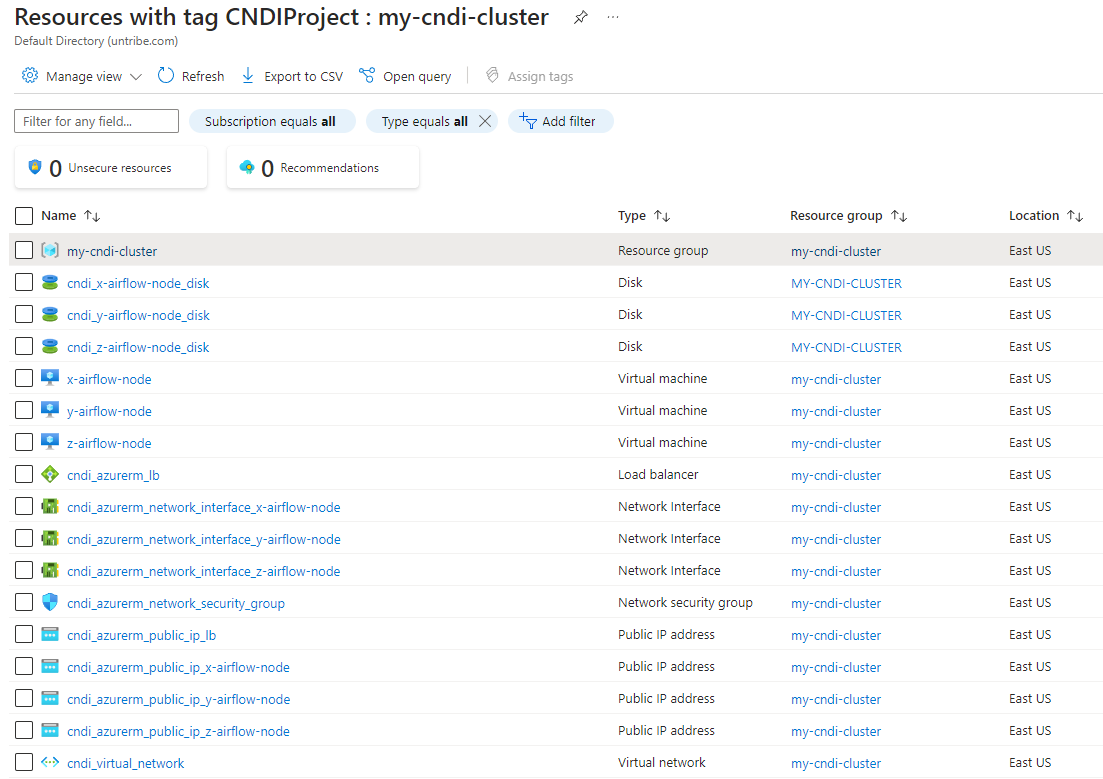 Resources with tag CNDIProject : my-cndi-cluster
Default Directory (untribe.com)
Manage view Refresh Export to CSV Open query Assign tags
Filter for any field... Subscription equals all Type equals all Add filter
0 Unsecure resources 0 Recommendations
Name Type Resource group Location
my-cndi-cluster Resource group my-cndi-cluster East US
cndi_x-airflow-node_disk Disk MY-CNDI-CLUSTER East US
cndi_y-airflow-node_disk Disk MY-CNDI-CLUSTER East US
cndi_z-airflow-node_disk Disk MY-CNDI-CLUSTER East US
x-airflow-node Virtual machine my-cndi-cluster East US
y-airflow-node Virtual machine my-cndi-cluster East US
z-airflow-node Virtual machine my-cndi-cluster East US
cndi_azurerm_lb Load balancer my-cndi-cluster East US
cndi_azurerm_network_interface_x-airflow-node Network Interface my-cndi-cluster East US
cndi_azurerm_network_interface_y-airflow-node Network Interface my-cndi-cluster East US
cndi_azurerm_network_interface_z-airflow-node Network Interface my-cndi-cluster East US
cndi_azurerm_network_security_group Network security group my-cndi-cluster East US
cndi_azurerm_public_ip_lb Public IP address my-cndi-cluster East US
cndi_azurerm_public_ip_x-airflow-node Public IP address my-cndi-cluster East US
cndi_azurerm_public_ip_y-airflow-node Public IP address my-cndi-cluster East US
cndi_azurerm_public_ip_z-airflow-node Public IP address my-cndi-cluster East US
cndi_virtual_network Virtual network my-cndi-cluster East US